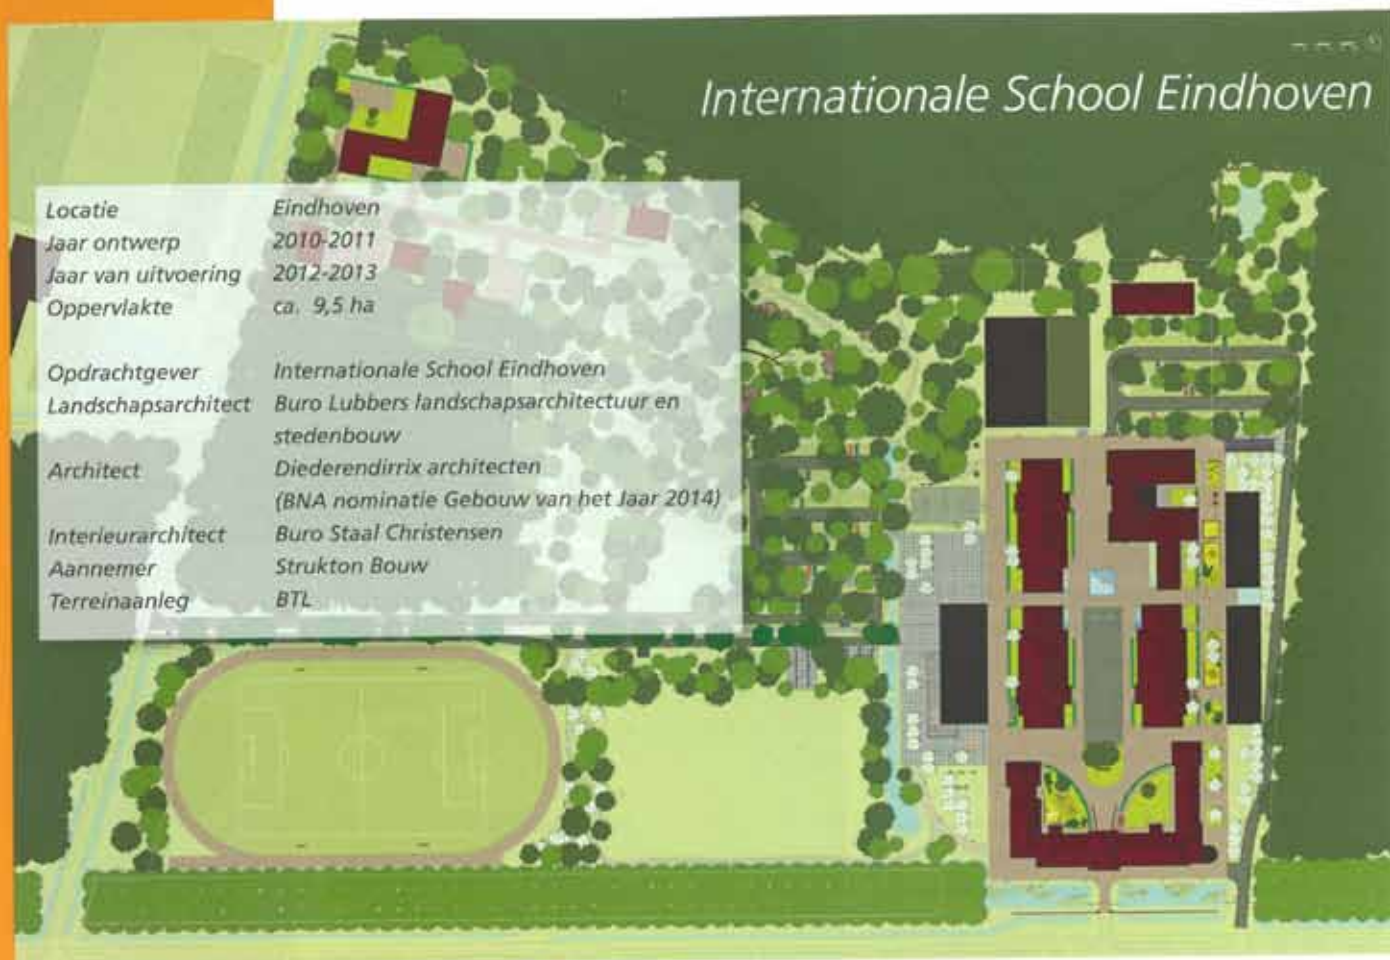 Internationale School Eindhoven
Locatie Eindhoven
Jaar ontwerp 2010-2011
Jaar van uitvoering 2012-2013
Oppervlakte ca. 9,5 ha
Opdrachtgever Internationale School Eindhoven
Landschapsarchitect Buro Lubbers landschapsarchitectuur en
stedenbouw
Architect Diederendirrix architecten
(BNA nominatie Gebouw van het Jaar 2014)
Interieurarchitect Buro Staal Christensen
Aannemer Strukton Bouw
Terreinaanleg BTL